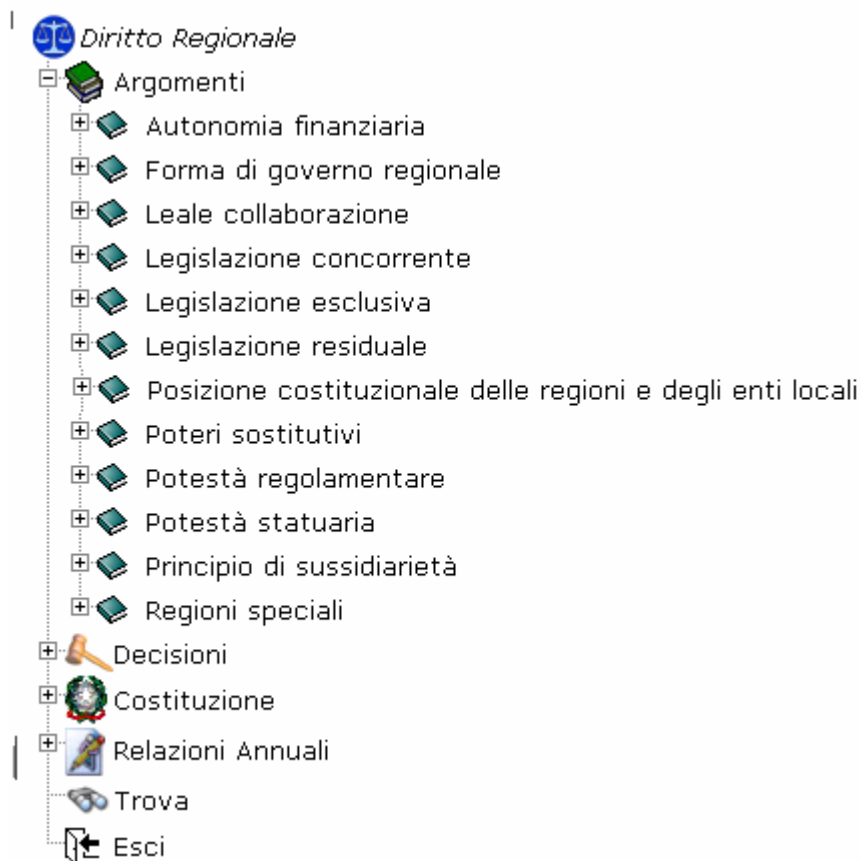 Diritto Regionale
Argomenti
Autonomia finanziaria
Forma di governo regionale
Leale collaborazione
Legislazione concorrente
Legislazione esclusiva
Legislazione residuale
Posizione costituzionale delle regioni e degli enti locali
Poteri sostitutivi
Potestà regolamentare
Potestà statuaria
Principio di sussidiarietà
Regioni speciali
Decisioni
Costituzione
Relazioni Annuali
Trova
Esci